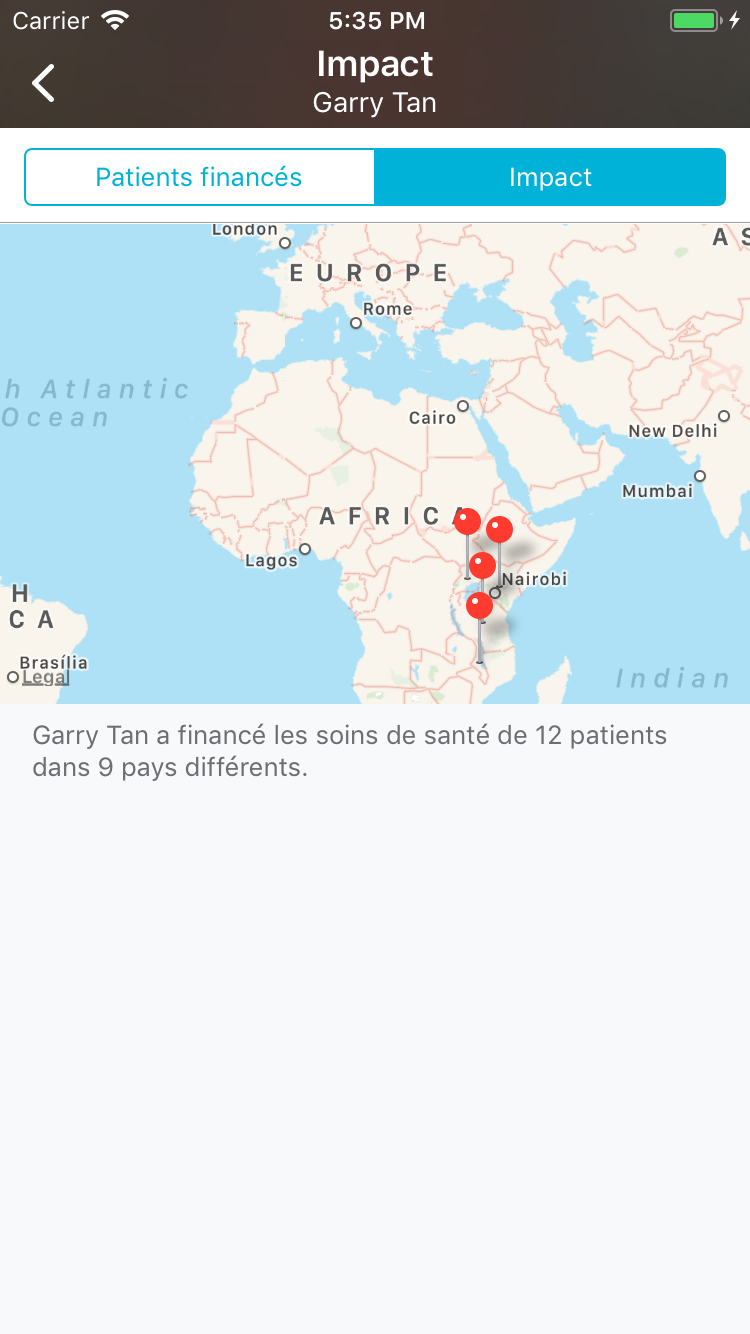 Carrier 5:35 PM
Impact
Garry Tan
Patients financés Impact
London
A S
EUROPE
Rome
h Atlantic
Ocean
Cairo
New Delhi
Mumbai
AFRICA
Lagos
Nairobi
H
CA
Brasília
Legal
Indian
Garry Tan a financé les soins de santé de 12 patients
dans 9 pays différents.